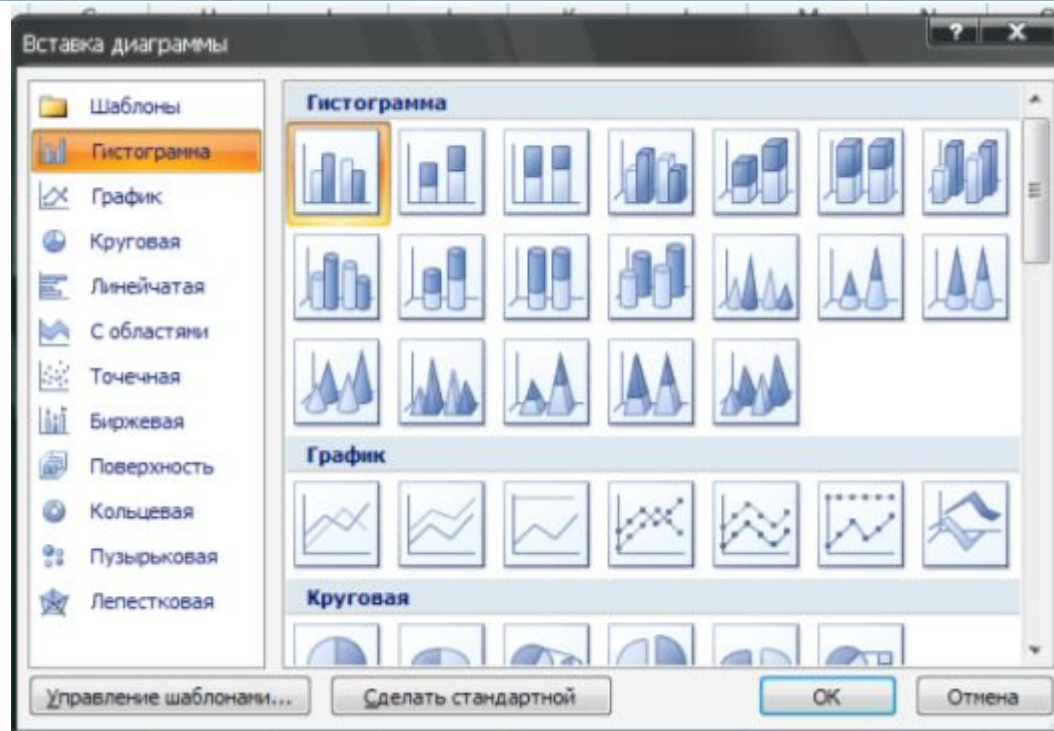 Вставка диаграммы
Шаблоны
Гистограмма
График
Круговая
Линейчатая
С областями
Точечная
Биржевая
Поверхность
Кольцевая
Пузырьковая
Лепестковая
Гистограмма
График
Круговая
Управление шаблонами...
Сделать стандартной
ОК
Отмена